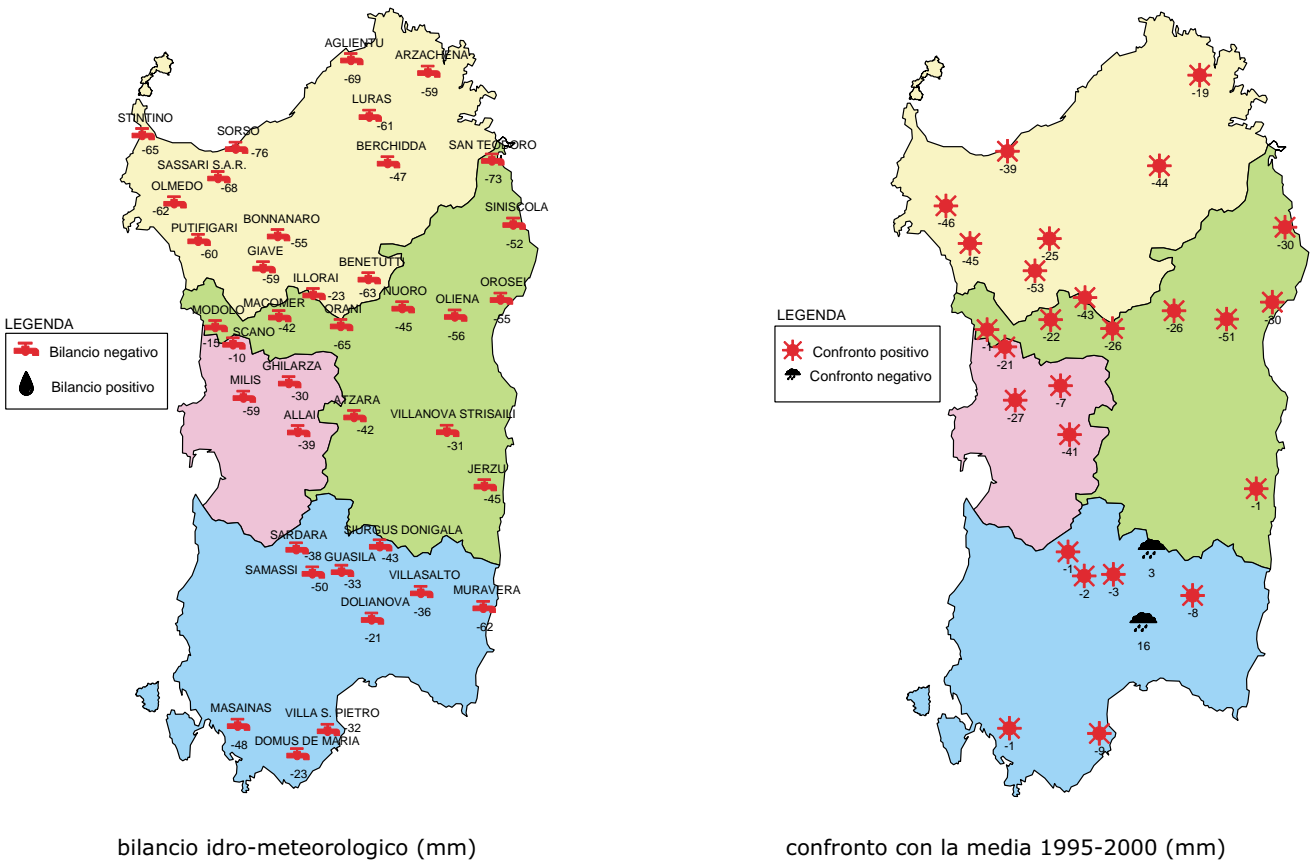 AGLIENTU
ARZACHENA
-69
-59
LURAS
-61
STINTINO
-65
SORSO
-76
BERCHIDDA
-47
SAN TEODORO
-73
SASSARI S.A.R.
-68
OLMEDO
-62
SINISCOLA
-52
PUTIFIGARI
-60
BONNANARO
-55
GIAVE
-59
BENETUTTI
-63
ILLORAI
-23
NUORO
-45
OROSEI
-55
OLIENA
-56
MODOLO
-15
MACOMER
-42
ORANI
-65
SCANO
-10
GHILARZA
-30
MILIS
-59
ATZARA
-42
ALLAI
-39
VILLANOVA STRISAILI
-31
JERZU
-45
SARDARA
-38
SIURGUS DONIGALA
-43
SAMASSI
-50
GUASILA
-33
VILLASALTO
-36
MURAVERA
-62
DOLIANOVA
-21
MASAINAS
-48
VILLA S. PIETRO
-32
DOMUS DE MARIA
-23
LEGENDA
Bilancio negativo
Bilancio positivo
bilancio idro-meteorologico (mm)
-19
-39
-44
-46
-30
-45
-25
-53
-43
-26
-30
-51
-1
-22
-26
-21
-7
-27
-41
-1
-1
3
-2
-3
-8
16
-1
-9
LEGENDA
Confronto positivo
Confronto negativo
confronto con la media 1995-2000 (mm)